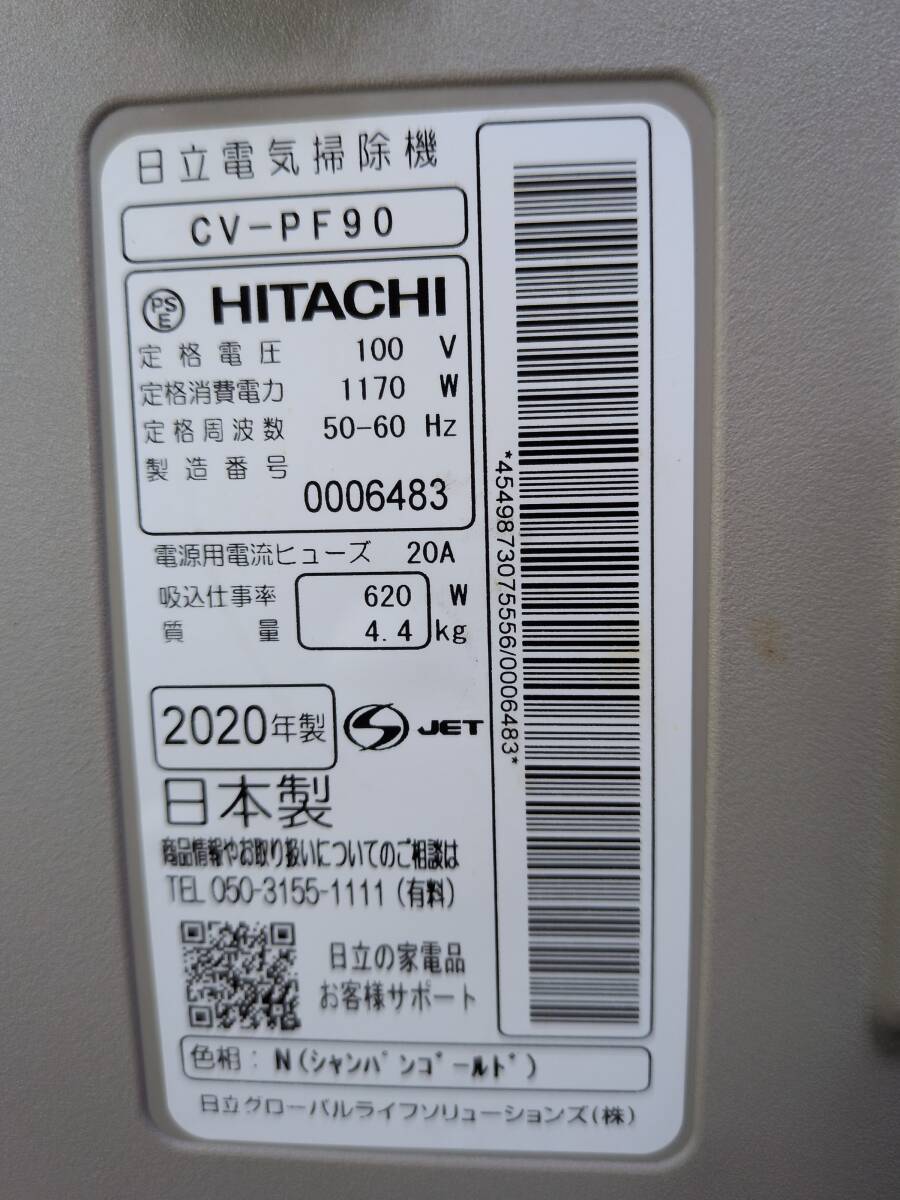 日立電気掃除機
CV-PF90
PS
E
HITACHI
定格電圧 100 V
定格消費電力 1170 W
定格周波数 50-60 Hz
製造番号
0006483
電源用電流ヒューズ 20A
吸込仕事率 620 W
質量 4.4 kg
2020年製
JET
日本製
商品情報やお取り扱いについてのご相談は
TEL 050-3155-1111 (有料)
日立の家電品
お客様サポート
*4549873075556/0006483*
色相: N(シャンパンゴールド)
日立グローバルライフソリューションズ(株)